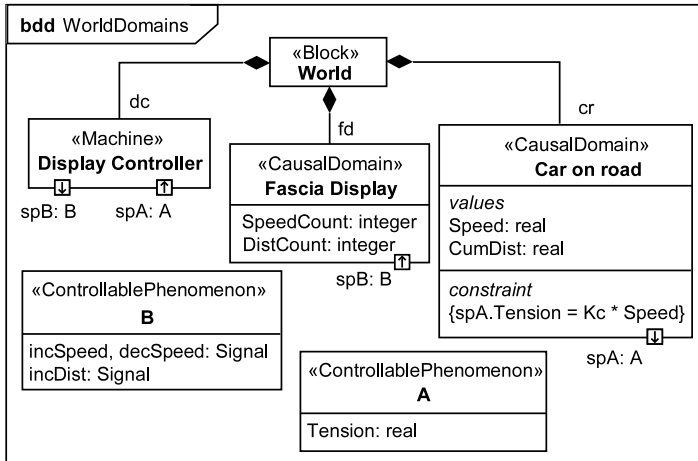 bdd WorldDomains
«Block»
World
dc
fd
cr
«Machine»
Display Controller
spB: B
spA: A
«CausalDomain»
Fascia Display
SpeedCount: integer
DistCount: integer
spB: B
«CausalDomain»
Car on road
values
Speed: real
CumDist: real
constraint
{spA.Tension = Kc * Speed}
spA: A
«ControllablePhenomenon»
B
incSpeed, decSpeed: Signal
incDist: Signal
«ControllablePhenomenon»
A
Tension: real